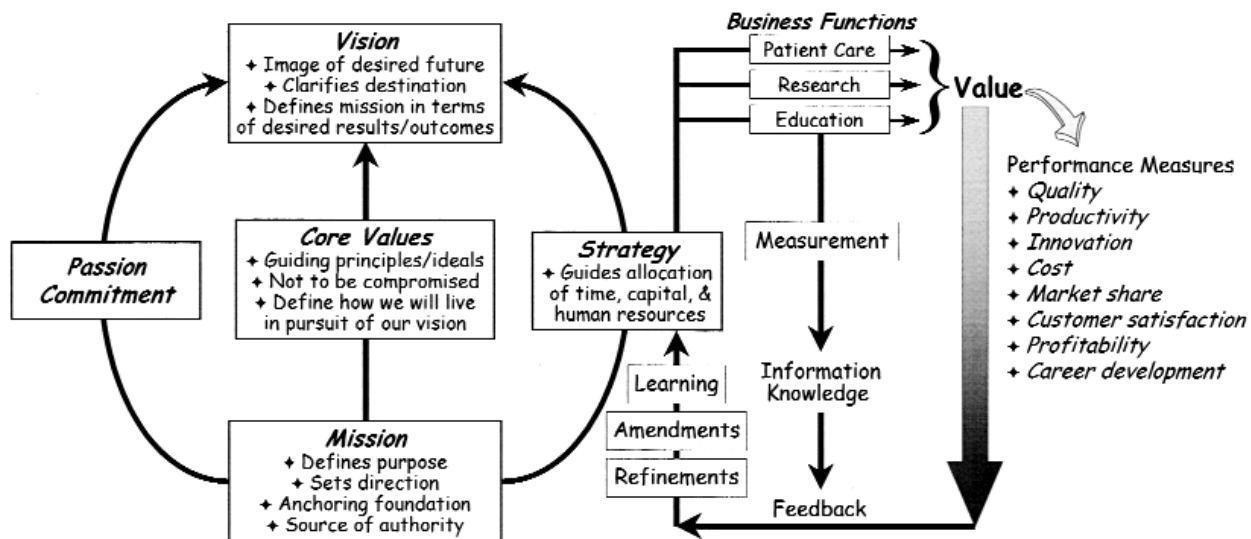 Vision
✦ Image of desired future
✦ Clarifies destination
✦ Defines mission in terms
of desired results/outcomes
Passion
Commitment
Core Values
✦ Guiding principles/ideals
✦ Not to be compromised
✦ Define how we will live
in pursuit of our vision
Strategy
✦ Guides allocation
of time, capital, &
human resources
Mission
✦ Defines purpose
✦ Sets direction
✦ Anchoring foundation
✦ Source of authority
Business Functions
Patient Care
Research
Education
Value
Measurement
Information
Knowledge
Feedback
Learning
Amendments
Refinements
Performance Measures
✦ Quality
✦ Productivity
✦ Innovation
✦ Cost
✦ Market share
✦ Customer satisfaction
✦ Profitability
✦ Career development